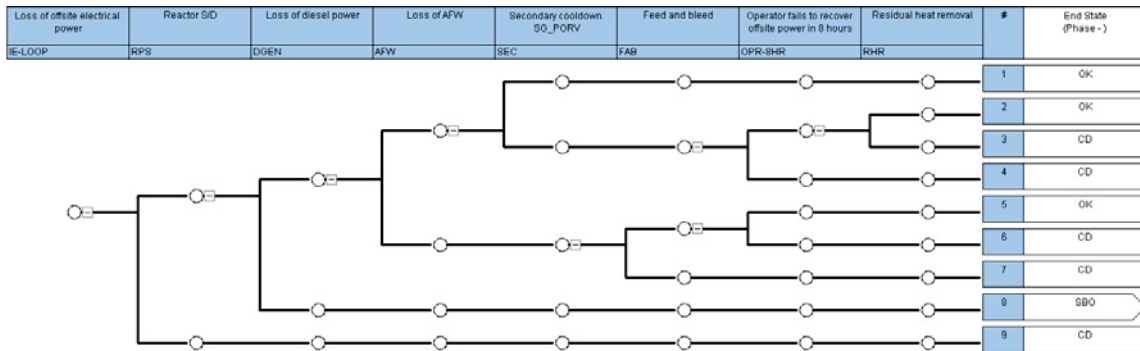 Loss of offsite electrical power
Reactor S/D
Loss of diesel power
Loss of AFW
Secondary cooldown SG_PORV
Feed and bleed
Operator fails to recover offsite power in 8 hours
Residual heat removal
#
End State (Phase - )
IE-LOOP
RPS
DGEN
AFW
SEC
FAB
OPR-8HR
RHR
1 OK
2 OK
3 CD
4 CD
5 OK
6 CD
7 CD
8 SBO
9 CD